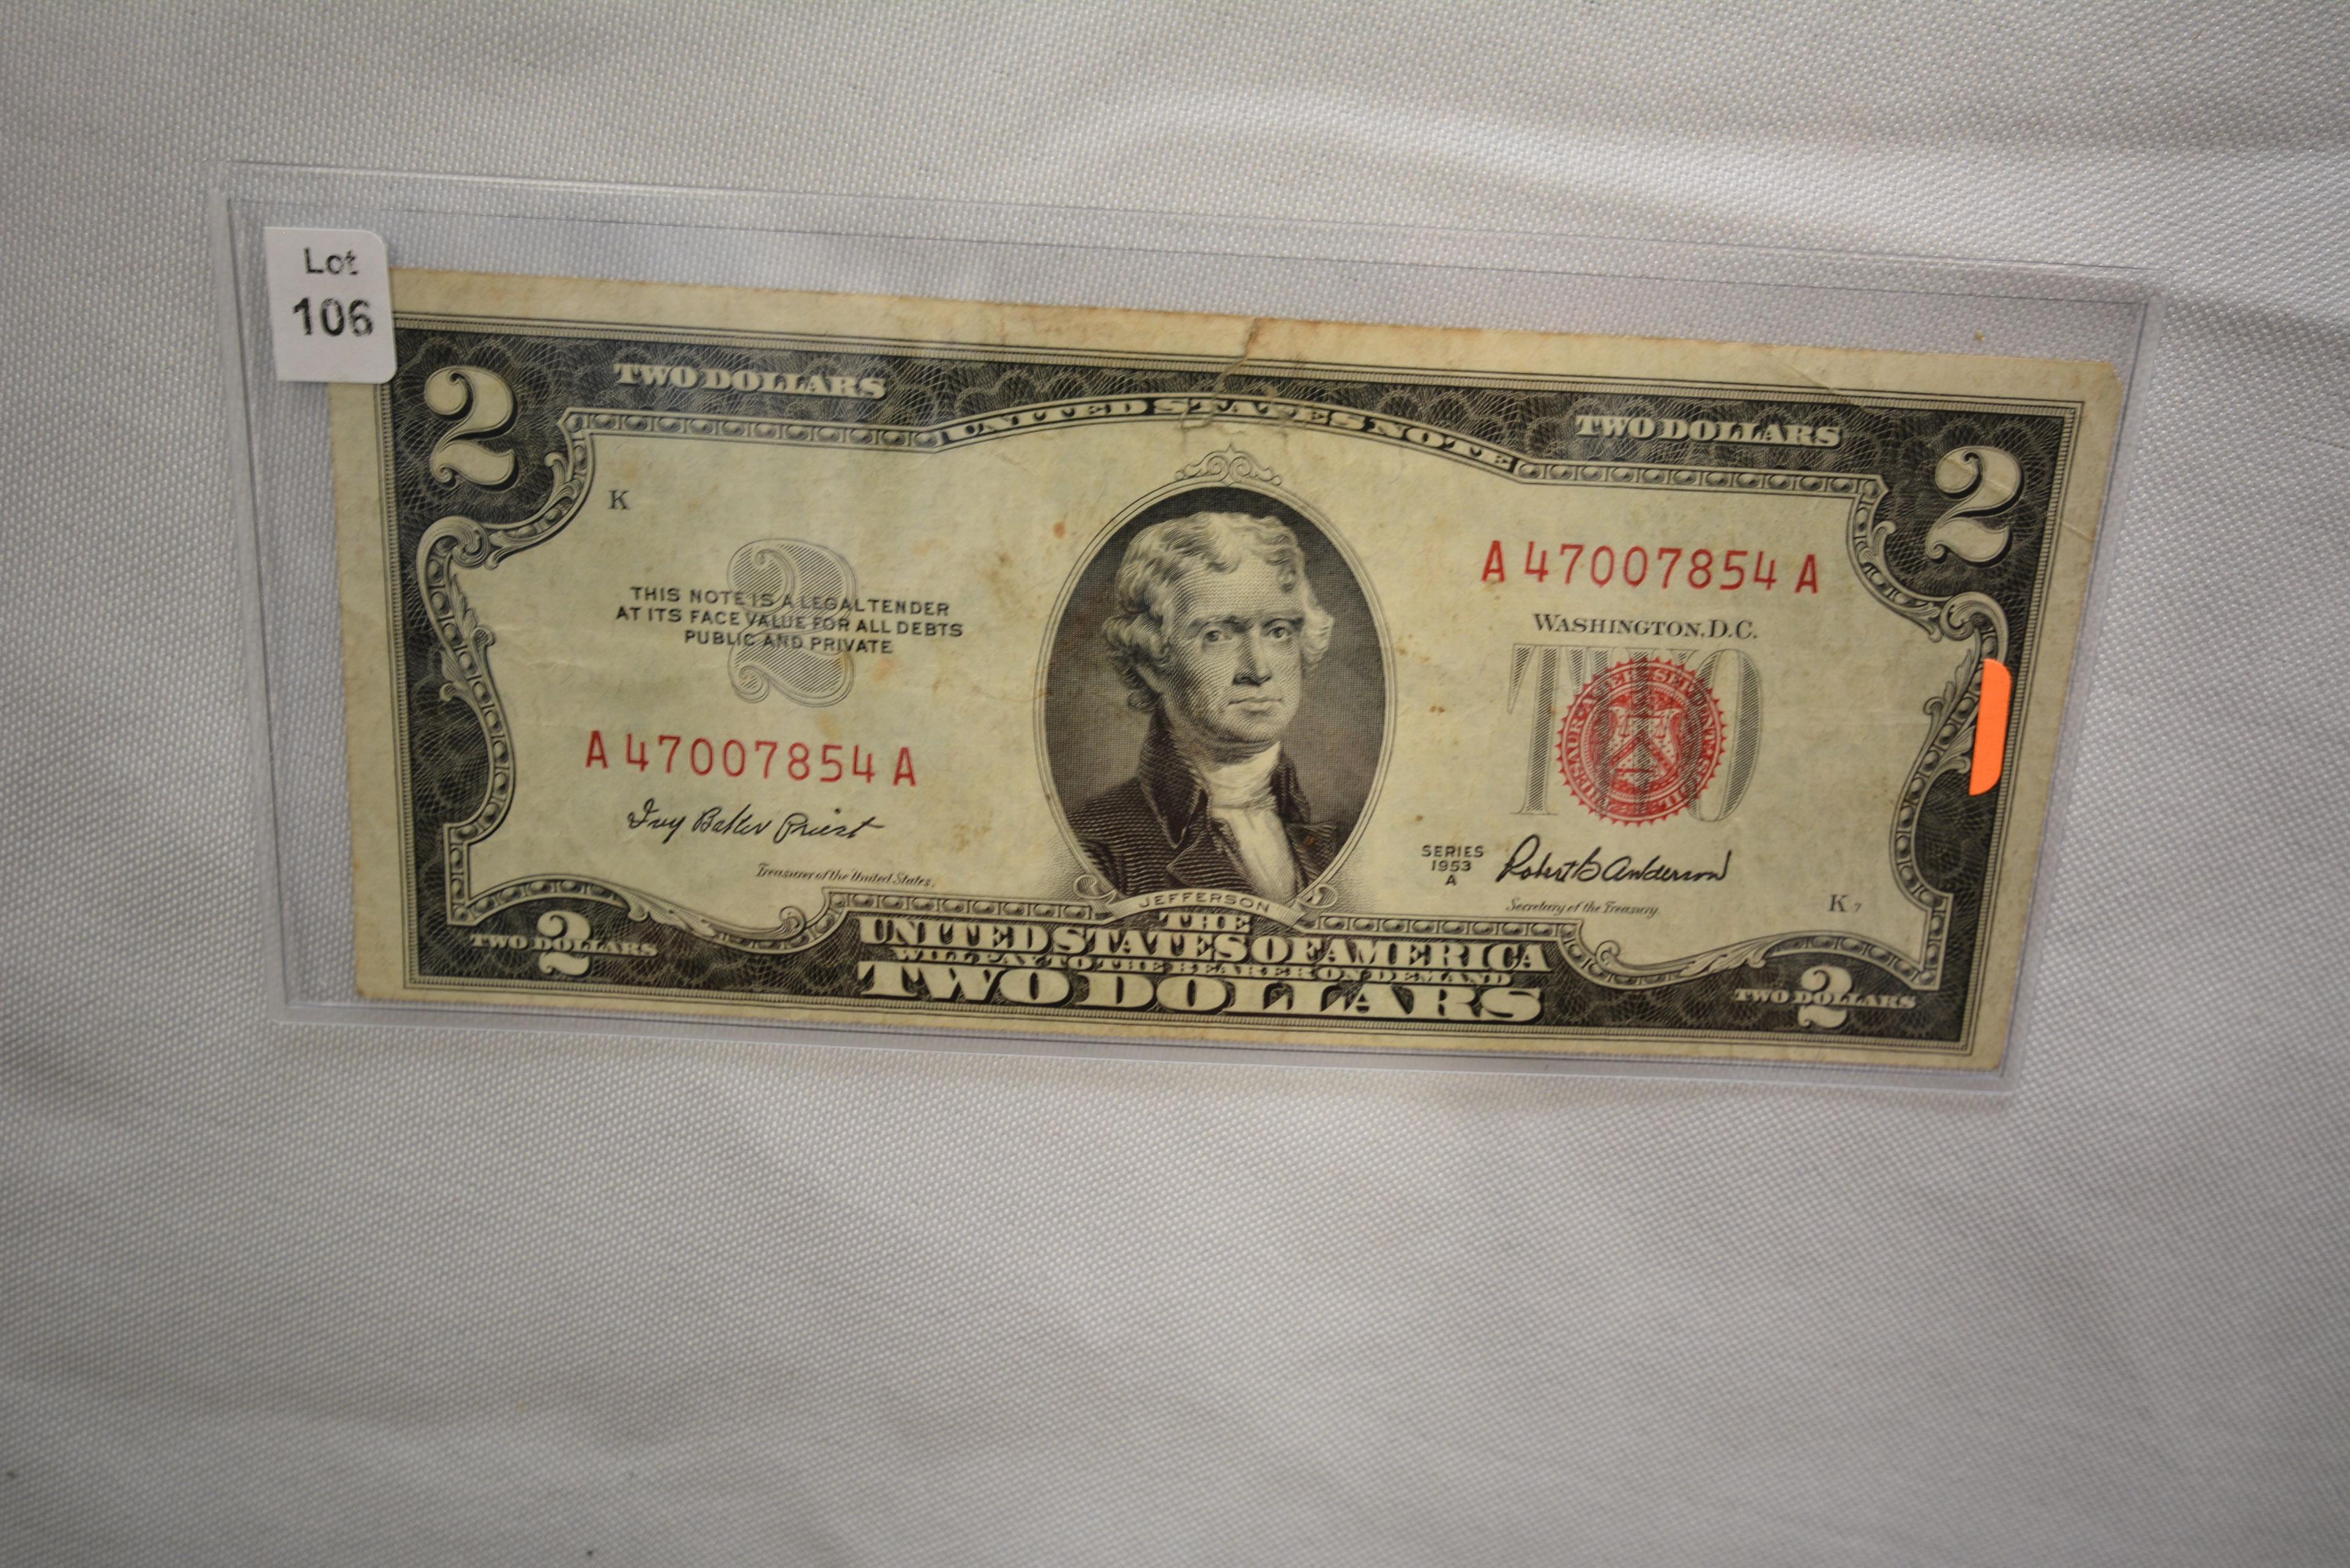 Lot
106
2
TWO DOLLARS
UNITED STATES NOTE
TWO DOLLARS
2
K
A 47007854 A
WASHINGTON, D.C.
2
THIS NOTE IS A LEGAL TENDER
AT ITS FACE VALUE FOR ALL DEBTS
PUBLIC AND PRIVATE
TWO
A 47007854 A
Ivy Baker Priest
Treasurer of the United States.
SERIES
1953
A
Robert B Anderson
Secretary of the Treasury.
K 7
JEFFERSON
THE
UNITED STATES OF AMERICA
WILL PAY TO THE BEARER ON DEMAND
TWO DOLLARS
TWO DOLLARS
2
TWO DOLLARS
2